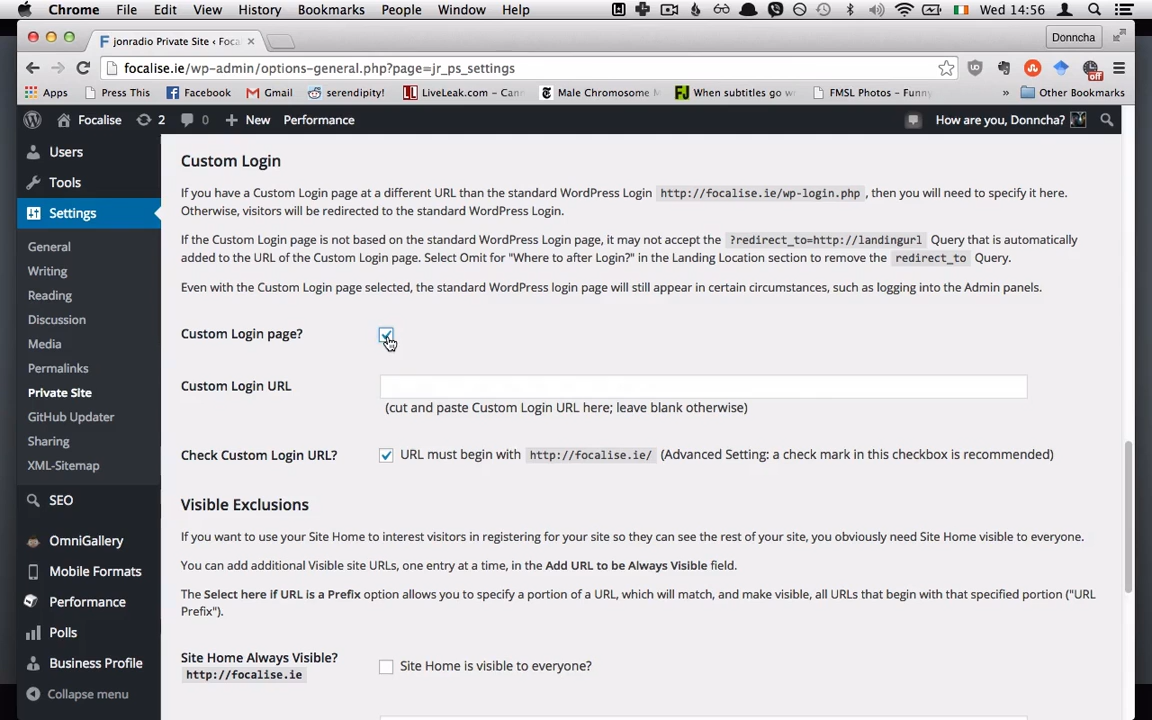 Chrome File Edit View History Bookmarks People Window Help Wed 14:56
jonradio Private Site ‹ Foca Donncha
focalise.ie/wp-admin/options-general.php?page=jr_ps_settings
Apps Press This Facebook Gmail serendipity! LiveLeak.com - Can Male Chromosome When subtitles go w FMSL Photos - Funny » Other Bookmarks
Focalise 2 0 New Performance How are you, Donncha?
Users
Tools
Settings
General
Writing
Reading
Discussion
Media
Permalinks
Private Site
GitHub Updater
Sharing
XML-Sitemap
SEO
OmniGallery
Mobile Formats
Performance
Polls
Business Profile
Collapse menu
Custom Login
If you have a Custom Login page at a different URL than the standard WordPress Login http://focalise.ie/wp-login.php , then you will need to specify it here.
Otherwise, visitors will be redirected to the standard WordPress Login.
If the Custom Login page is not based on the standard WordPress Login page, it may not accept the ?redirect_to=http://landingurl Query that is automatically
added to the URL of the Custom Login page. Select Omit for "Where to after Login?" in the Landing Location section to remove the redirect_to Query.
Even with the Custom Login page selected, the standard WordPress login page will still appear in certain circumstances, such as logging into the Admin panels.
Custom Login page?
Custom Login URL
(cut and paste Custom Login URL here; leave blank otherwise)
Check Custom Login URL? URL must begin with http://focalise.ie/ (Advanced Setting: a check mark in this checkbox is recommended)
Visible Exclusions
If you want to use your Site Home to interest visitors in registering for your site so they can see the rest of your site, you obviously need Site Home visible to everyone.
You can add additional Visible site URLs, one entry at a time, in the Add URL to be Always Visible field.
The Select here if URL is a Prefix option allows you to specify a portion of a URL, which will match, and make visible, all URLs that begin with that specified portion ("URL
Prefix").
Site Home Always Visible? Site Home is visible to everyone?
http://focalise.ie